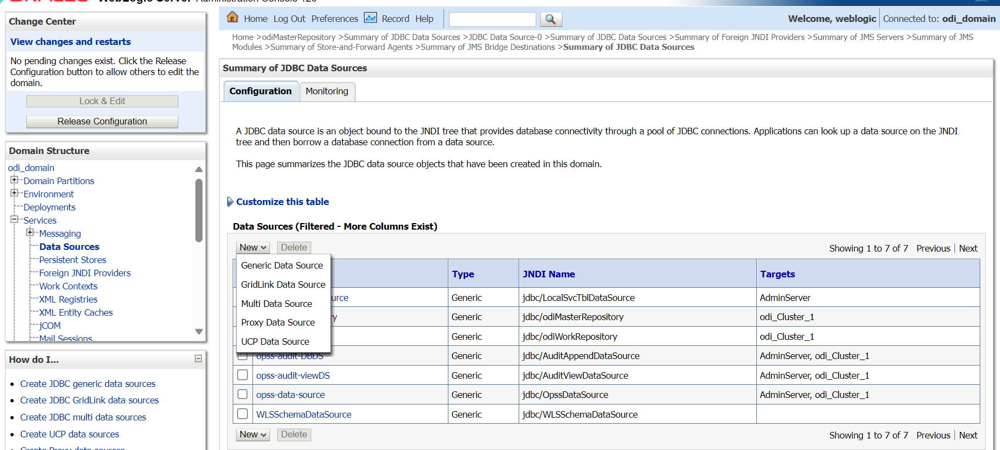 WebLogic Server Administration Console 12c
Change Center
View changes and restarts
No pending changes exist. Click the Release
Configuration button to allow others to edit the
domain.
Lock & Edit
Release Configuration
Domain Structure
odi_domain
Domain Partitions
Environment
Deployments
Services
Messaging
Data Sources
Persistent Stores
Foreign JNDI Providers
Work Contexts
XML Registries
XML Entity Caches
jCOM
Mail Sessions
How do I...
Create JDBC generic data sources
Create JDBC GridLink data sources
Create JDBC multi data sources
Create UCP data sources
Create Proxy data sources
Home Log Out Preferences Record Help
Welcome, weblogic Connected to: odi_domain
Home >odiMasterRepository >Summary of JDBC Data Sources >JDBC Data Source-0 >Summary of JDBC Data Sources >Summary of Foreign JNDI Providers >Summary of JMS Servers >Summary of JMS
Modules >Summary of Store-and-Forward Agents >Summary of JMS Bridge Destinations >Summary of JDBC Data Sources
Summary of JDBC Data Sources
Configuration Monitoring
A JDBC data source is an object bound to the JNDI tree that provides database connectivity through a pool of JDBC connections. Applications can look up a data source on the JNDI
tree and then borrow a database connection from a data source.
This page summarizes the JDBC data source objects that have been created in this domain.
Customize this table
Data Sources (Filtered - More Columns Exist)
New Delete
Showing 1 to 7 of 7 Previous Next
Generic Data Source
GridLink Data Source
Multi Data Source
Proxy Data Source
UCP Data Source
Type JNDI Name Targets
urce Generic jdbc/LocalSvcTblDataSource AdminServer
y Generic jdbc/odiMasterRepository odi_Cluster_1
Generic jdbc/odiWorkRepository odi_Cluster_1
opss-audit-DBDS Generic jdbc/AuditAppendDataSource AdminServer, odi_Cluster_1
opss-audit-viewDS Generic jdbc/AuditViewDataSource AdminServer, odi_Cluster_1
opss-data-source Generic jdbc/OpssDataSource AdminServer, odi_Cluster_1
WLSSchemaDataSource Generic jdbc/WLSSchemaDataSource
New Delete
Showing 1 to 7 of 7 Previous Next